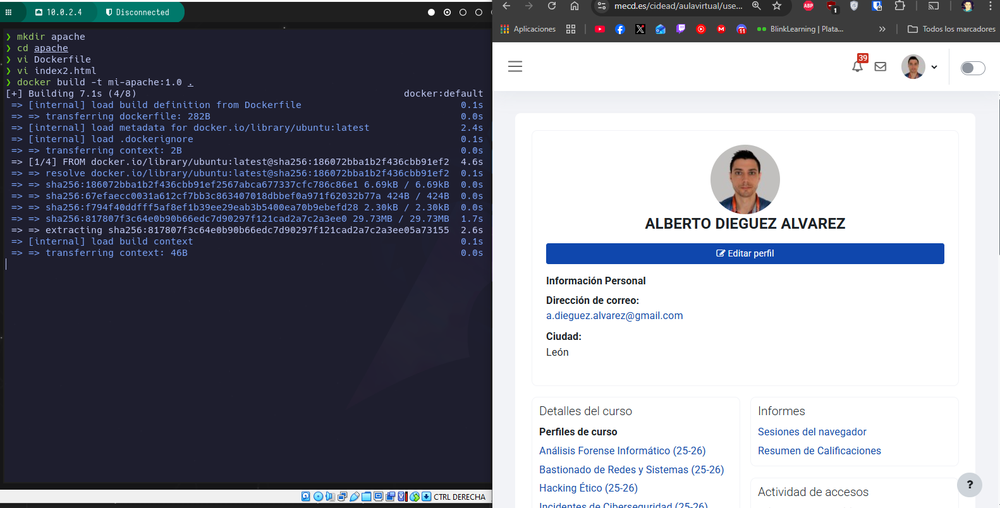 10.0.2.4
Disconnected
❯ mkdir apache
❯ cd apache
❯ vi Dockerfile
❯ vi index2.html
❯ docker build -t mi-apache:1.0 .
[+] Building 7.1s (4/8) docker:default
=> [internal] load build definition from Dockerfile 0.1s
=> => transferring dockerfile: 282B 0.0s
=> [internal] load metadata for docker.io/library/ubuntu:latest 2.4s
=> [internal] load .dockerignore 0.1s
=> => transferring context: 2B 0.0s
=> [1/4] FROM docker.io/library/ubuntu:latest@sha256:186072bba1b2f436cbb91ef2 4.6s
=> => resolve docker.io/library/ubuntu:latest@sha256:186072bba1b2f436cbb91ef2 0.1s
=> => sha256:186072bba1b2f436cbb91ef2567abca677337cfc786c86e1 6.69kB / 6.69kB 0.0s
=> => sha256:67efaecc0031a612cf7bb3c863407018dbbef0a971f62032b77a 424B / 424B 0.0s
=> => sha256:f794f40ddfff5af8ef1b39ee29eab3b5400ea70b9ebefd28 2.30kB / 2.30kB 0.0s
=> => sha256:817807f3c64e0b90b66edc7d90297f121cad2a7c2a3ee0 29.73MB / 29.73MB 1.7s
=> => extracting sha256:817807f3c64e0b90b66edc7d90297f121cad2a7c2a3ee05a73155 2.6s
=> [internal] load build context 0.1s
=> => transferring context: 46B 0.0s
CTRL DERECHA
mecd.es/cidead/aulavirtual/use...
ABP
1
Aplicaciones
BlinkLearning | Plata...
»
Todos los marcadores
39
ALBERTO DIEGUEZ ALVAREZ
Editar perfil
Información Personal
Dirección de correo:
a.dieguez.alvarez@gmail.com
Ciudad:
León
Detalles del curso
Perfiles de curso
Análisis Forense Informático (25-26)
Bastionado de Redes y Sistemas (25-26)
Hacking Ético (25-26)
Incidentes de Ciberseguridad (25-26)
Informes
Sesiones del navegador
Resumen de Calificaciones
Actividad de accesos
?